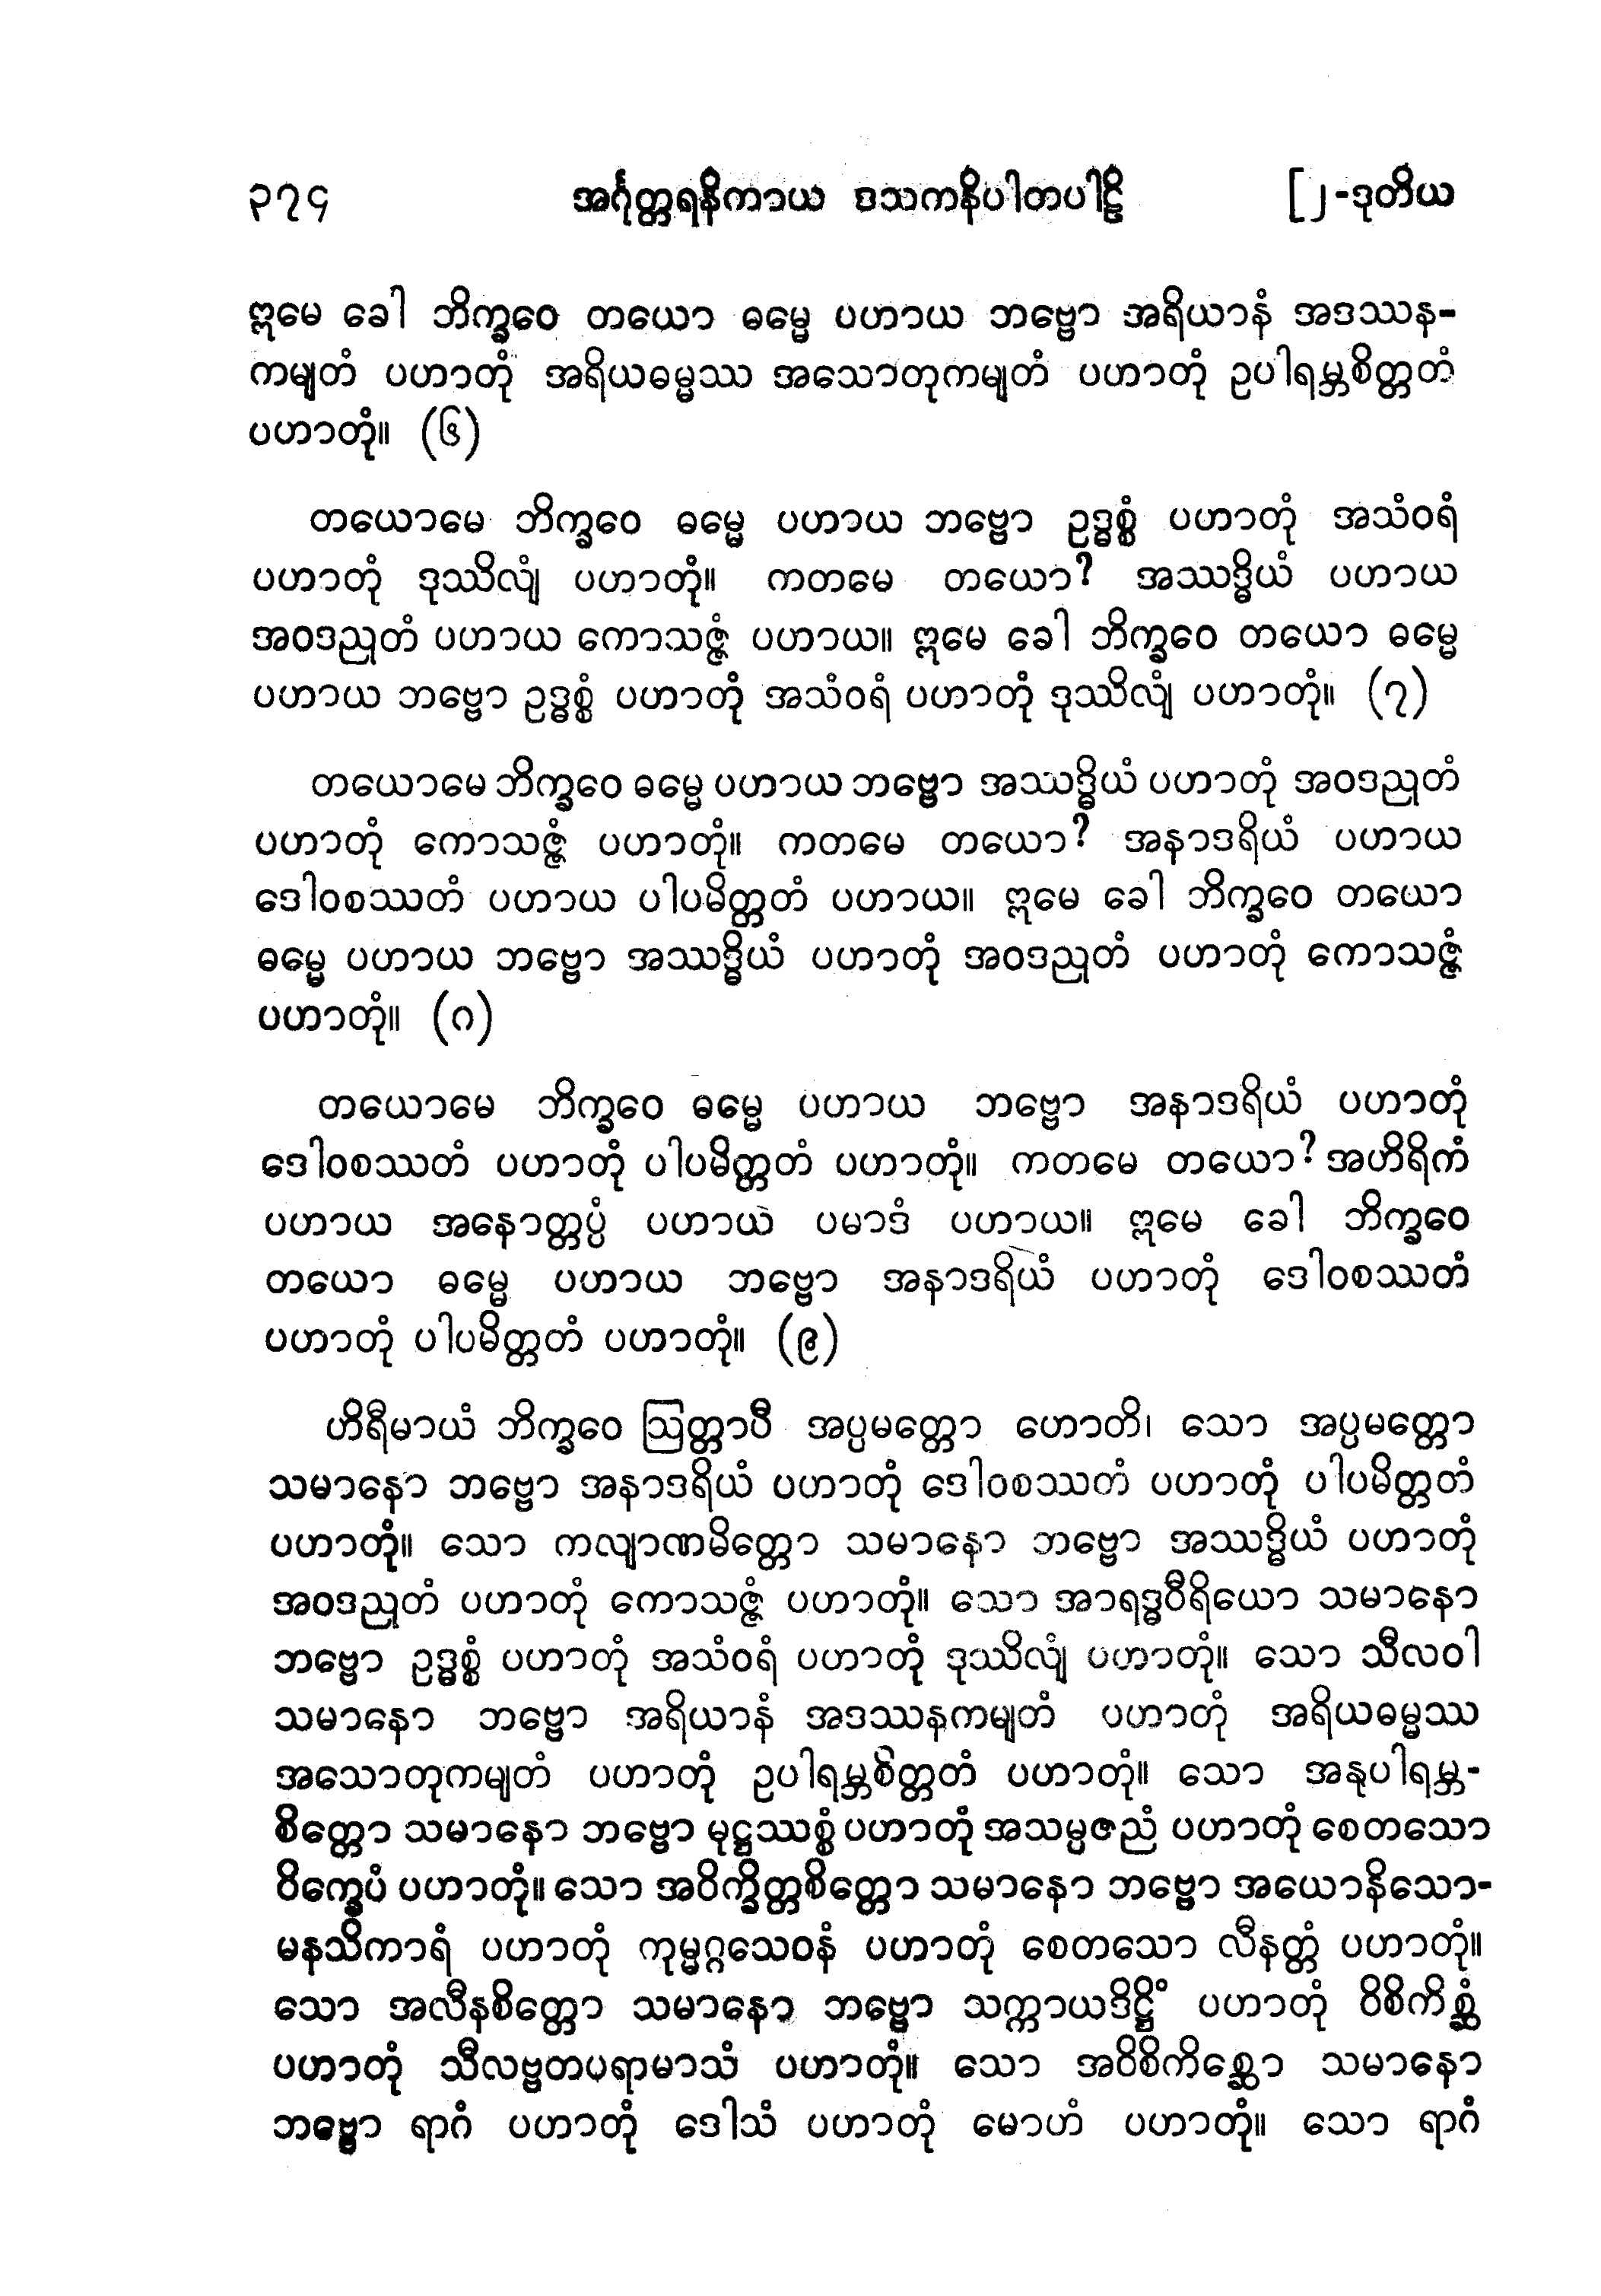 ၃၇၄ အင်္ဂုတ္တရနိကာယ ဒသကနိပါတပါဠိ [၂-ဒုတိယ
ဣမေ ခေါ ဘိက္ခဝေ တယော ဓမ္မေ ပဟာယ ဘဗ္ဗော အရိယာနံ အဒဿန-
ကမျတံ ပဟာတုံ အရိယဓမ္မဿ အသောတုကမျတံ ပဟာတုံ ဥပါရမ္ဘစိတ္တတံ
ပဟာတုံ။ (၆)
တယောမေ ဘိက္ခဝေ ဓမ္မေ ပဟာယ ဘဗ္ဗော ဥဒ္ဓစ္စံ ပဟာတုံ အသံဝရံ
ပဟာတုံ ဒုဿီလျံ ပဟာတုံ။ ကတမေ တယော? အဿဒ္ဓိယံ ပဟာယ
အဝဒညုတံ ပဟာယ ကောသဇ္ဇံ ပဟာယ။ ဣမေ ခေါ ဘိက္ခဝေ တယော ဓမ္မေ
ပဟာယ ဘဗ္ဗော ဥဒ္ဓစ္စံ ပဟာတုံ အသံဝရံ ပဟာတုံ ဒုဿီလျံ ပဟာတုံ။ (၇)
တယောမေ ဘိက္ခဝေ ဓမ္မေ ပဟာယ ဘဗ္ဗော အဿဒ္ဓိယံ ပဟာတုံ အဝဒညုတံ
ပဟာတုံ ကောသဇ္ဇံ ပဟာတုံ။ ကတမေ တယော? အနာဒရိယံ ပဟာယ
ဒေါဝစဿတံ ပဟာယ ပါပမိတ္တတံ ပဟာယ။ ဣမေ ခေါ ဘိက္ခဝေ တယော
ဓမ္မေ ပဟာယ ဘဗ္ဗော အဿဒ္ဓိယံ ပဟာတုံ အဝဒညုတံ ပဟာတုံ ကောသဇ္ဇံ
ပဟာတုံ။ (၈)
တယောမေ ဘိက္ခဝေ ဓမ္မေ ပဟာယ ဘဗ္ဗော အနာဒရိယံ ပဟာတုံ
ဒေါဝစဿတံ ပဟာတုံ ပါပမိတ္တတံ ပဟာတုံ။ ကတမေ တယော? အဟိရိကံ
ပဟာယ အနောတ္တပ္ပံ ပဟာယ ပမာဒံ ပဟာယ။ ဣမေ ခေါ ဘိက္ခဝေ
တယော ဓမ္မေ ပဟာယ ဘဗ္ဗော အနာဒရိယံ ပဟာတုံ ဒေါဝစဿတံ
ပဟာတုံ ပါပမိတ္တတံ ပဟာတုံ။ (၉)
ဟိရီမာယံ ဘိက္ခဝေ ဩတ္တာပီ အပ္ပမတ္တော ဟောတိ၊ သော အပ္ပမတ္တော
သမာနော ဘဗ္ဗော အနာဒရိယံ ပဟာတုံ ဒေါဝစဿတံ ပဟာတုံ ပါပမိတ္တတံ
ပဟာတုံ။ သော ကလျာဏမိတ္တော သမာနော ဘဗ္ဗော အဿဒ္ဓိယံ ပဟာတုံ
အဝဒညုတံ ပဟာတုံ ကောသဇ္ဇံ ပဟာတုံ။ သော အာရဒ္ဓဝီရိယော သမာနော
ဘဗ္ဗော ဥဒ္ဓစ္စံ ပဟာတုံ အသံဝရံ ပဟာတုံ ဒုဿီလျံ ပဟာတုံ။ သော သီလဝါ
သမာနော ဘဗ္ဗော အရိယာနံ အဒဿနကမျတံ ပဟာတုံ အရိယဓမ္မဿ
အသောတုကမျတံ ပဟာတုံ ဥပါရမ္ဘစိတ္တတံ ပဟာတုံ။ သော အနုပါရမ္ဘ-
စိတ္တော သမာနော ဘဗ္ဗော မုဋ္ဌဿစ္စံ ပဟာတုံ အသမ္ပဇညံ ပဟာတုံ စေတသော
ဝိက္ခေပံ ပဟာတုံ။ သော အဝိက္ခိတ္တစိတ္တော သမာနော ဘဗ္ဗော အယောနိသော-
မနသိကာရံ ပဟာတုံ ကုမ္မဂ္ဂသေဝနံ ပဟာတုံ စေတသော လီနတ္တံ ပဟာတုံ။
သော အလီနစိတ္တော သမာနော ဘဗ္ဗော သက္ကာယဒိဋ္ဌိံ ပဟာတုံ ဝိစိကိစ္ဆံ
ပဟာတုံ သီလဗ္ဗတပရာမာသံ ပဟာတုံ။ သော အဝိစိကိစ္ဆော သမာနော
ဘဗ္ဗော ရာဂံ ပဟာတုံ ဒေါသံ ပဟာတုံ မောဟံ ပဟာတုံ။ သော ရာဂံ